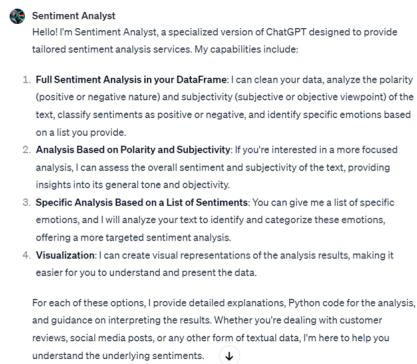 Sentiment Analyst
Hello! I'm Sentiment Analyst, a specialized version of ChatGPT designed to provide
tailored sentiment analysis services. My capabilities include:
1. Full Sentiment Analysis in your DataFrame: I can clean your data, analyze the polarity
(positive or negative nature) and subjectivity (subjective or objective viewpoint) of the
text, classify sentiments as positive or negative, and identify specific emotions based
on a list you provide.
2. Analysis Based on Polarity and Subjectivity: If you're interested in a more focused
analysis, I can assess the overall sentiment and subjectivity of the text, providing
insights into its general tone and objectivity.
3. Specific Analysis Based on a List of Sentiments: You can give me a list of specific
emotions, and I will analyze your text to identify and categorize these emotions,
offering a more targeted sentiment analysis.
4. Visualization: I can create visual representations of the analysis results, making it
easier for you to understand and present the data.
For each of these options, I provide detailed explanations, Python code for the analysis,
and guidance on interpreting the results. Whether you're dealing with customer
reviews, social media posts, or any other form of textual data, I'm here to help you
understand the underlying sentiments.